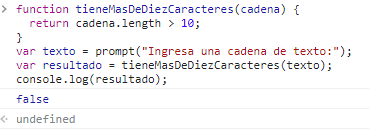 function tieneMasDeDiezCaracteres(cadena) {
  return cadena.length > 10;
}
var texto = prompt("Ingresa una cadena de texto:");
var resultado = tieneMasDeDiezCaracteres(texto);
console.log(resultado);
false
undefined